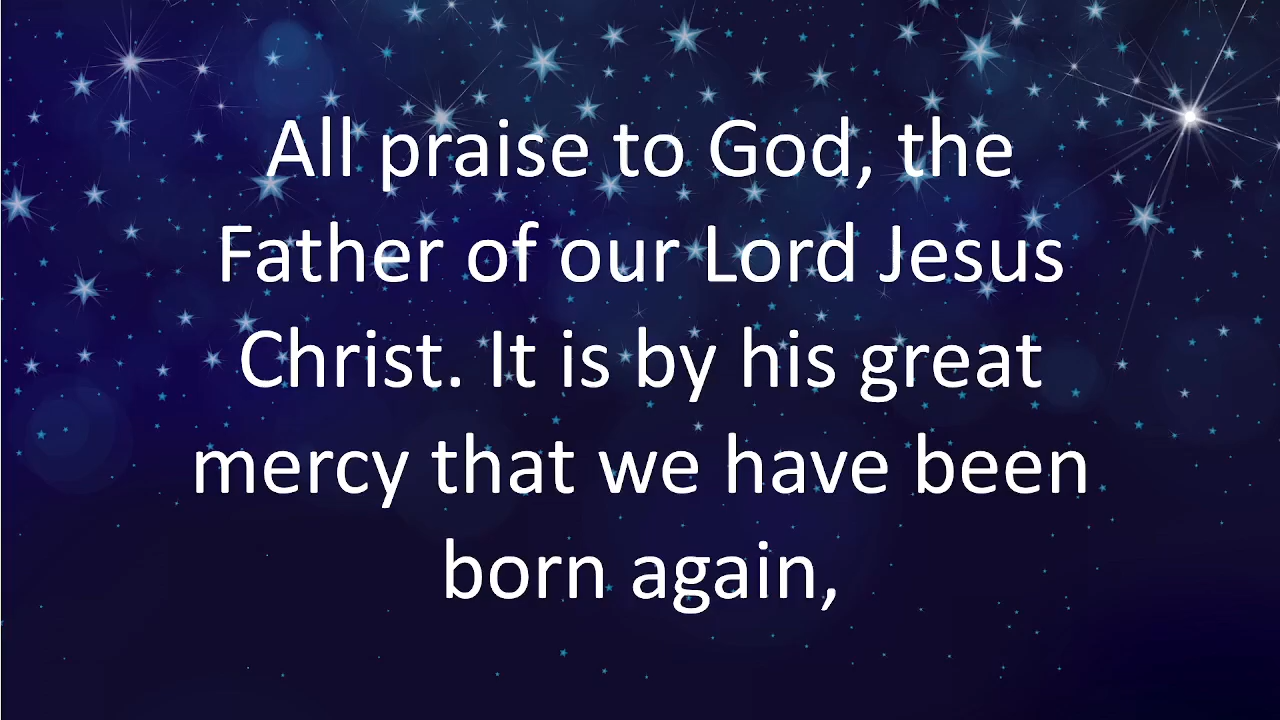 All praise to God, the
Father of our Lord Jesus
Christ. It is by his great
mercy that we have been
born again,